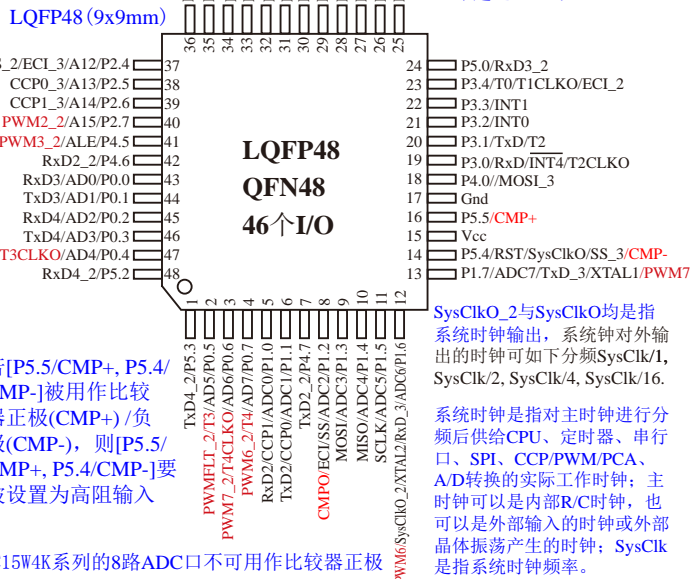 LQFP48(9x9mm)
36
35
34
33
32
31
30
29
28
27
26
25
_2/ECI_3/A12/P2.4
37
CCP0_3/A13/P2.5
38
CCP1_3/A14/P2.6
39
PWM2_2/A15/P2.7
40
PWM3_2/ALE/P4.5
41
RxD2_2/P4.6
42
RxD3/AD0/P0.0
43
TxD3/AD1/P0.1
44
RxD4/AD2/P0.2
45
TxD4/AD3/P0.3
46
T3CLKO/AD4/P0.4
47
RxD4_2/P5.2
48
LQFP48
QFN48
46个I/O
24
P5.0/RxD3_2
23
P3.4/T0/T1CLKO/ECI_2
22
P3.3/INT1
21
P3.2/INT0
20
P3.1/TxD/T2
19
P3.0/RxD/INT4/T2CLKO
18
P4.0//MOSI_3
17
Gnd
16
P5.5/CMP+
15
Vcc
14
P5.4/RST/SysClkO/SS_3/CMP-
13
P1.7/ADC7/TxD_3/XTAL1/PWM7
1
2
3
4
5
6
7
8
9
10
11
12
TxD4_2/P5.3
PWMFLT_2/T3/AD5/P0.5
PWM7_2/T4CLKO/AD6/P0.6
PWM6_2/T4/AD7/P0.7
RxD2/CCP1/ADC0/P1.0
TxD2/CCP0/ADC1/P1.1
TxD2_2/P4.7
CMPO/ECI/SS/ADC2/P1.2
MOSI/ADC3/P1.3
MISO/ADC4/P1.4
SCLK/ADC5/P1.5
PWM6/SysClkO_2/XTAL2/RxD_3/ADC6/P1.6
[P5.5/CMP+, P5.4/
CMP-]被用作比较
器正极(CMP+) /负
极(CMP-)，则[P5.5/
CMP+, P5.4/CMP-]要
被设置为高阻输入
15W4K系列的8路ADC口不可用作比较器正极
SysClkO_2与SysClkO均是指
系统时钟输出，系统钟对外输
出的时钟可如下分频SysClk/1,
SysClk/2, SysClk/4, SysClk/16.
系统时钟是指对主时钟进行分
频后供给CPU、定时器、串行
口、SPI、CCP/PWM/PCA、
A/D转换的实际工作时钟；主
时钟可以是内部R/C时钟，也
可以是外部输入的时钟或外部
晶体振荡产生的时钟；SysClk
是指系统时钟频率。